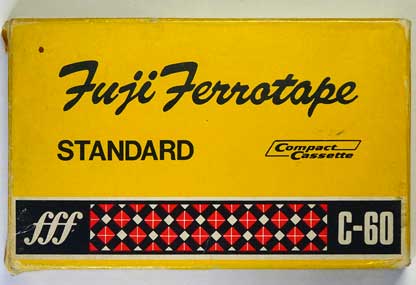 Fuji Ferrotape
STANDARD
Compact
Cassette
fff
C-60